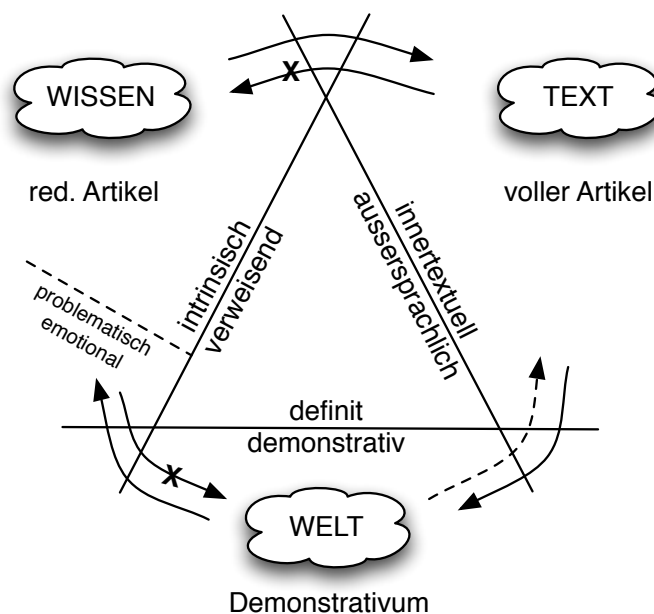 X
WISSEN
TEXT
red. Artikel
voller Artikel
intrinsisch
verweisend
innertextuell
aussersprachlich
problematisch
emotional
definit
demonstrativ
X
WELT
Demonstrativum